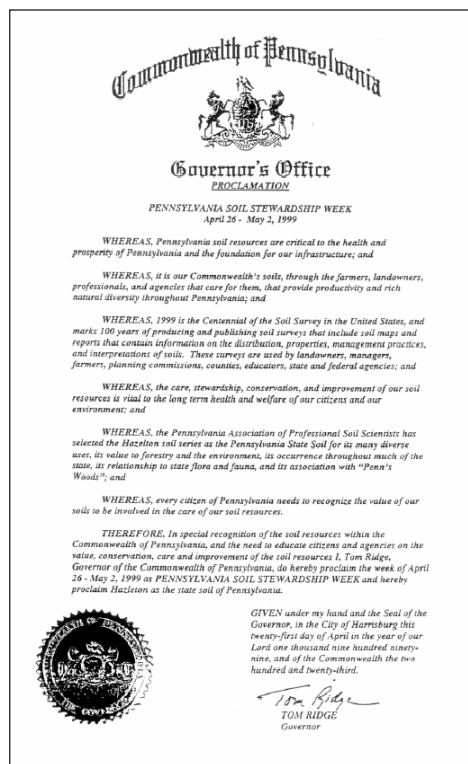 Commonwealth of Pennsylvania
Governor's Office
PROCLAMATION
PENNSYLVANIA SOIL STEWARDSHIP WEEK
April 26 - May 2, 1999
WHEREAS, Pennsylvania soil resources are critical to the health and
prosperity of Pennsylvania and the foundation for our infrastructure; and
WHEREAS, it is our Commonwealth's soils, through the farmers, landowners,
professionals, and agencies that care for them, that provide productivity and rich
natural diversity throughout Pennsylvania; and
WHEREAS, 1999 is the Centennial of the Soil Survey in the United States, and
marks 100 years of producing and publishing soil surveys that include soil maps and
reports that contain information on the distribution, properties, management practices,
and interpretations of soils. These surveys are used by landowners, managers,
farmers, planning commissions, counties, educators, state and federal agencies; and
WHEREAS, the care, stewardship, conservation, and improvement of our soil
resources is vital to the long term health and welfare of our citizens and our
environment; and
WHEREAS, the Pennsylvania Association of Professional Soil Scientists has
selected the Hazelton soil series as the Pennsylvania State Soil for its many diverse
uses, its value to forestry and the environment, its occurrence throughout much of the
state, its relationship to state flora and fauna, and its association with "Penn's
Woods"; and
WHEREAS, every citizen of Pennsylvania needs to recognize the value of our
soils to be involved in the care of our soil resources.
THEREFORE, In special recognition of the soil resources within the
Commonwealth of Pennsylvania, and the need to educate citizens and agencies on the
value, conservation, care and improvement of the soil resources I, Tom Ridge,
Governor of the Commonwealth of Pennsylvania, do hereby proclaim the week of April
26 - May 2, 1999 as PENNSYLVANIA SOIL STEWARDSHIP WEEK and hereby
proclaim Hazleton as the state soil of Pennsylvania.
GIVEN under my hand and the Seal of the
Governor, in the City of Harrisburg this
twenty-first day of April in the year of our
Lord one thousand nine hundred ninety-
nine, and of the Commonwealth the two
hundred and twenty-third.
Tom Ridge
TOM RIDGE
Governor